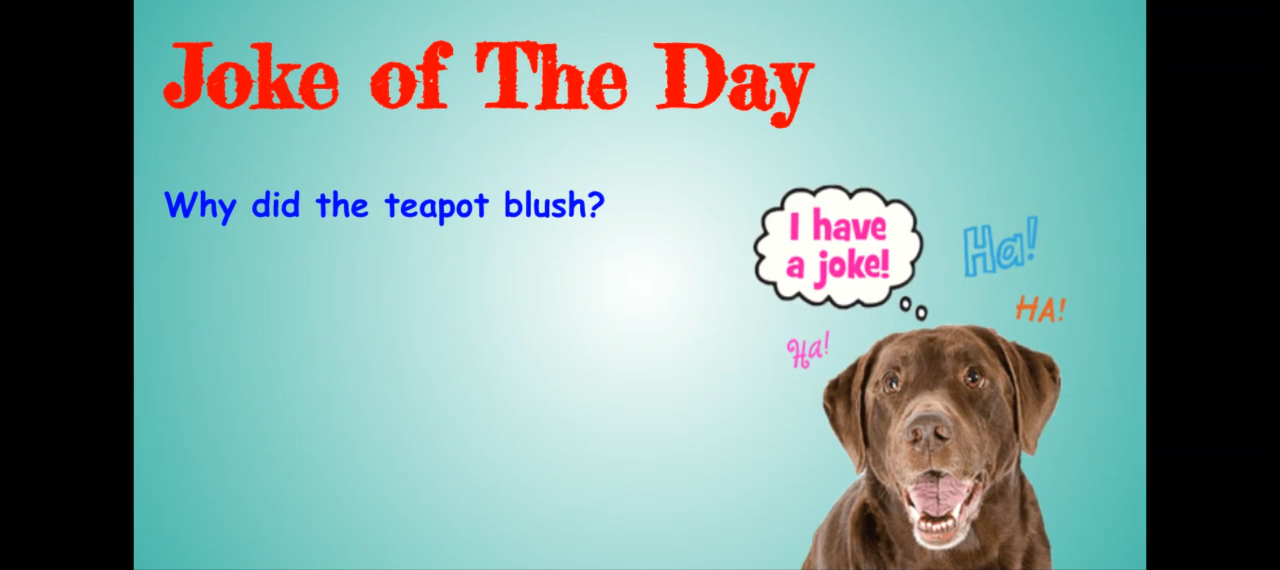 Joke of The Day
Why did the teapot blush?
I have
a joke!
Ha!
HA!
Ha!